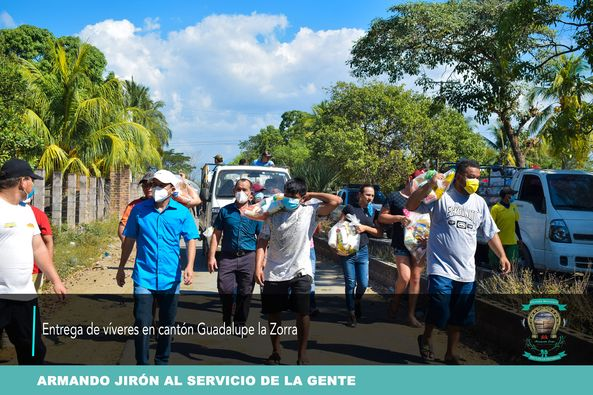 Entrega de víveres en cantón Guadalupe la Zorra
ARMANDO JIRÓN AL SERVICIO DE LA GENTE